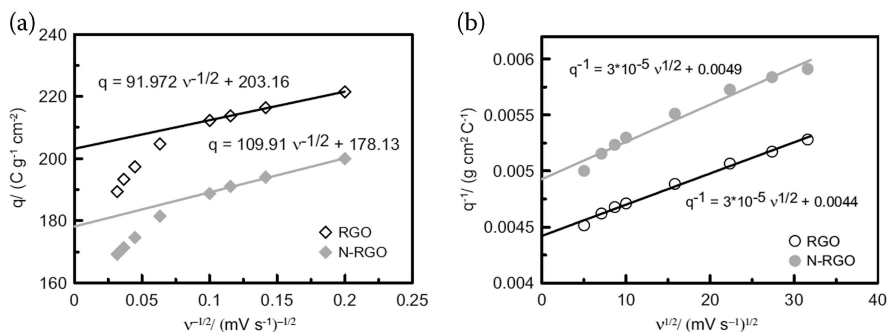 (a)
240
220
200
180
160
q/ (C g⁻¹ cm⁻²)
q = 91.972 ν⁻¹/² + 203.16
q = 109.91 ν⁻¹/² + 178.13
RGO
N-RGO
0
0.05
0.1
0.15
0.2
0.25
ν⁻¹/²/ (mV s⁻¹)⁻¹/²
(b)
0.006
0.0055
0.005
0.0045
0.004
q⁻¹/ (g cm² C⁻¹)
q⁻¹ = 3*10⁻⁵ ν¹/² + 0.0049
q⁻¹ = 3*10⁻⁵ ν¹/² + 0.0044
RGO
N-RGO
0
10
20
30
40
ν¹/²/ (mV s⁻¹)¹/²